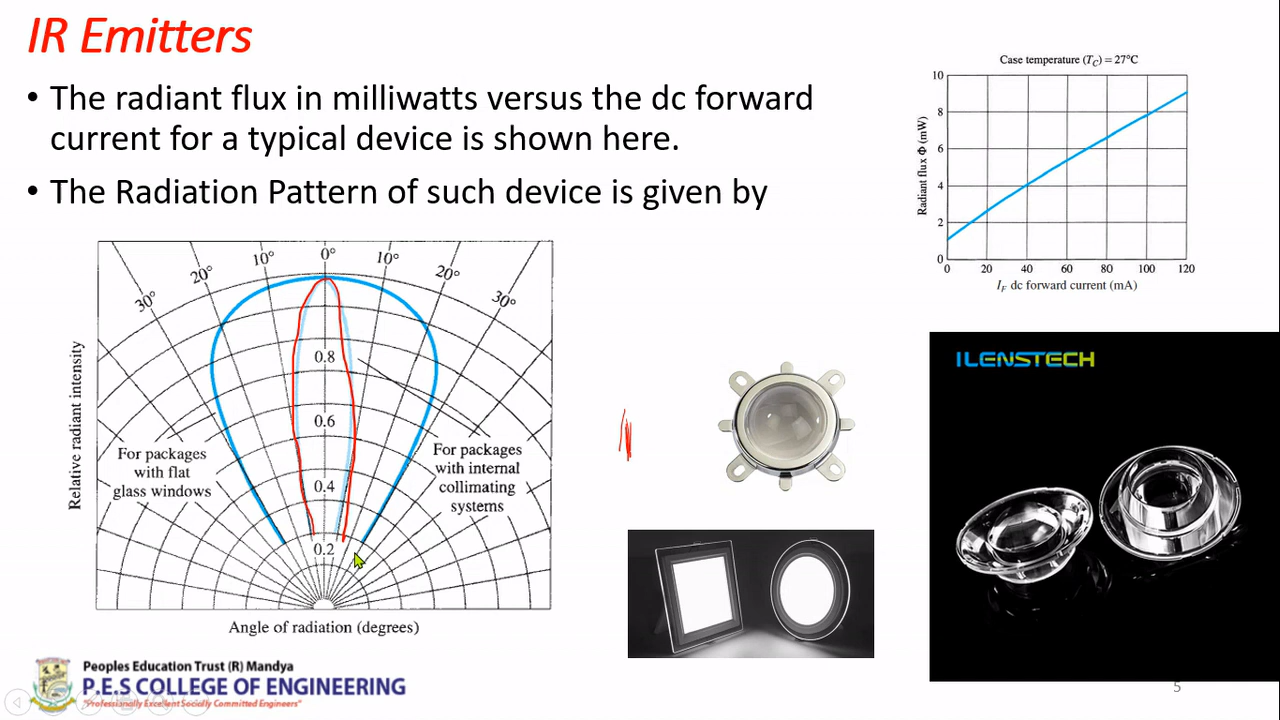 IR Emitters
• The radiant flux in milliwatts versus the dc forward
current for a typical device is shown here.
• The Radiation Pattern of such device is given by
Case temperature (T_C) = 27°C
10
8
6
4
2
0
Radiant flux Φ (mW)
0 20 40 60 80 100 120
I_F dc forward current (mA)
30° 20° 10° 0° 10° 20° 30°
0.8
0.6
0.4
0.2
Relative radiant intensity
For packages
with flat
glass windows
For packages
with internal
collimating
systems
Angle of radiation (degrees)
ILENSTECH
Peoples Education Trust (R) Mandya
P.E.S COLLEGE OF ENGINEERING
"Professionally Excellent Socially Committed Engineers"
5